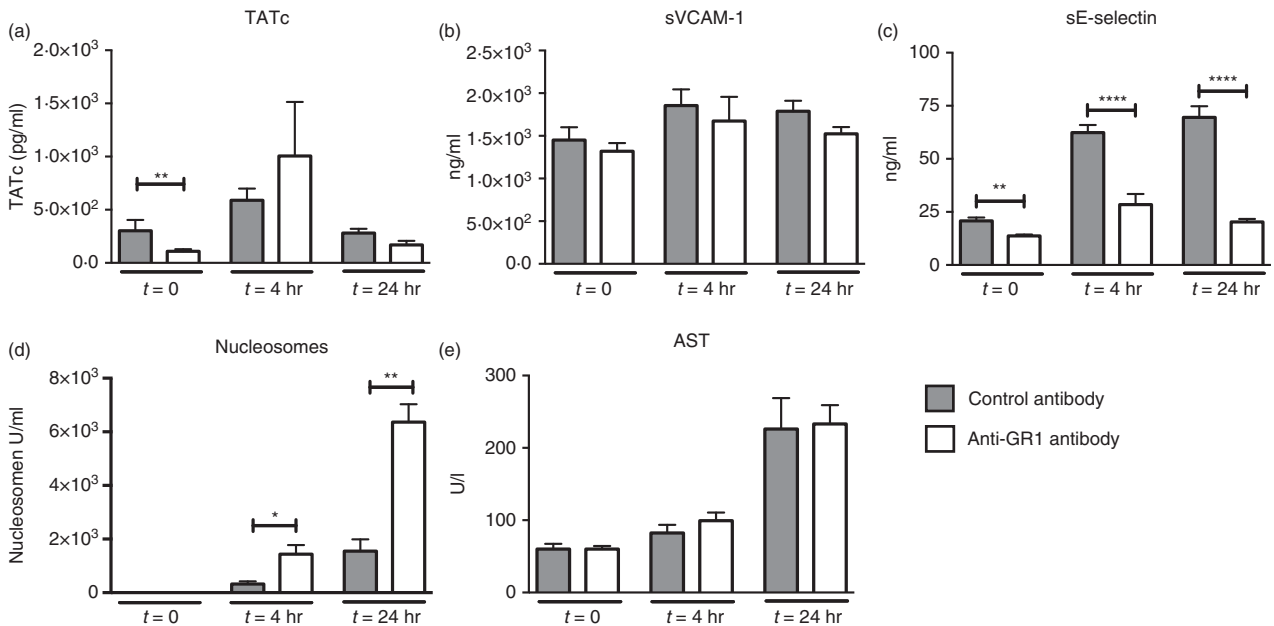 (a)
TATc
TATc (pg/ml)
2·0×10³
1·5×10³
1·0×10³
5·0×10²
0·0
**
t = 0
t = 4 hr
t = 24 hr
(b)
sVCAM-1
ng/ml
2·5×10³
2·0×10³
1·5×10³
1·0×10³
5·0×10²
0·0
t = 0
t = 4 hr
t = 24 hr
(c)
sE-selectin
ng/ml
100
75
50
25
0
**
****
****
t = 0
t = 4 hr
t = 24 hr
(d)
Nucleosomes
Nucleosomen U/ml
8×10³
6×10³
4×10³
2×10³
0
*
**
t = 0
t = 4 hr
t = 24 hr
(e)
AST
U/l
300
200
100
0
t = 0
t = 4 hr
t = 24 hr
Control antibody
Anti-GR1 antibody